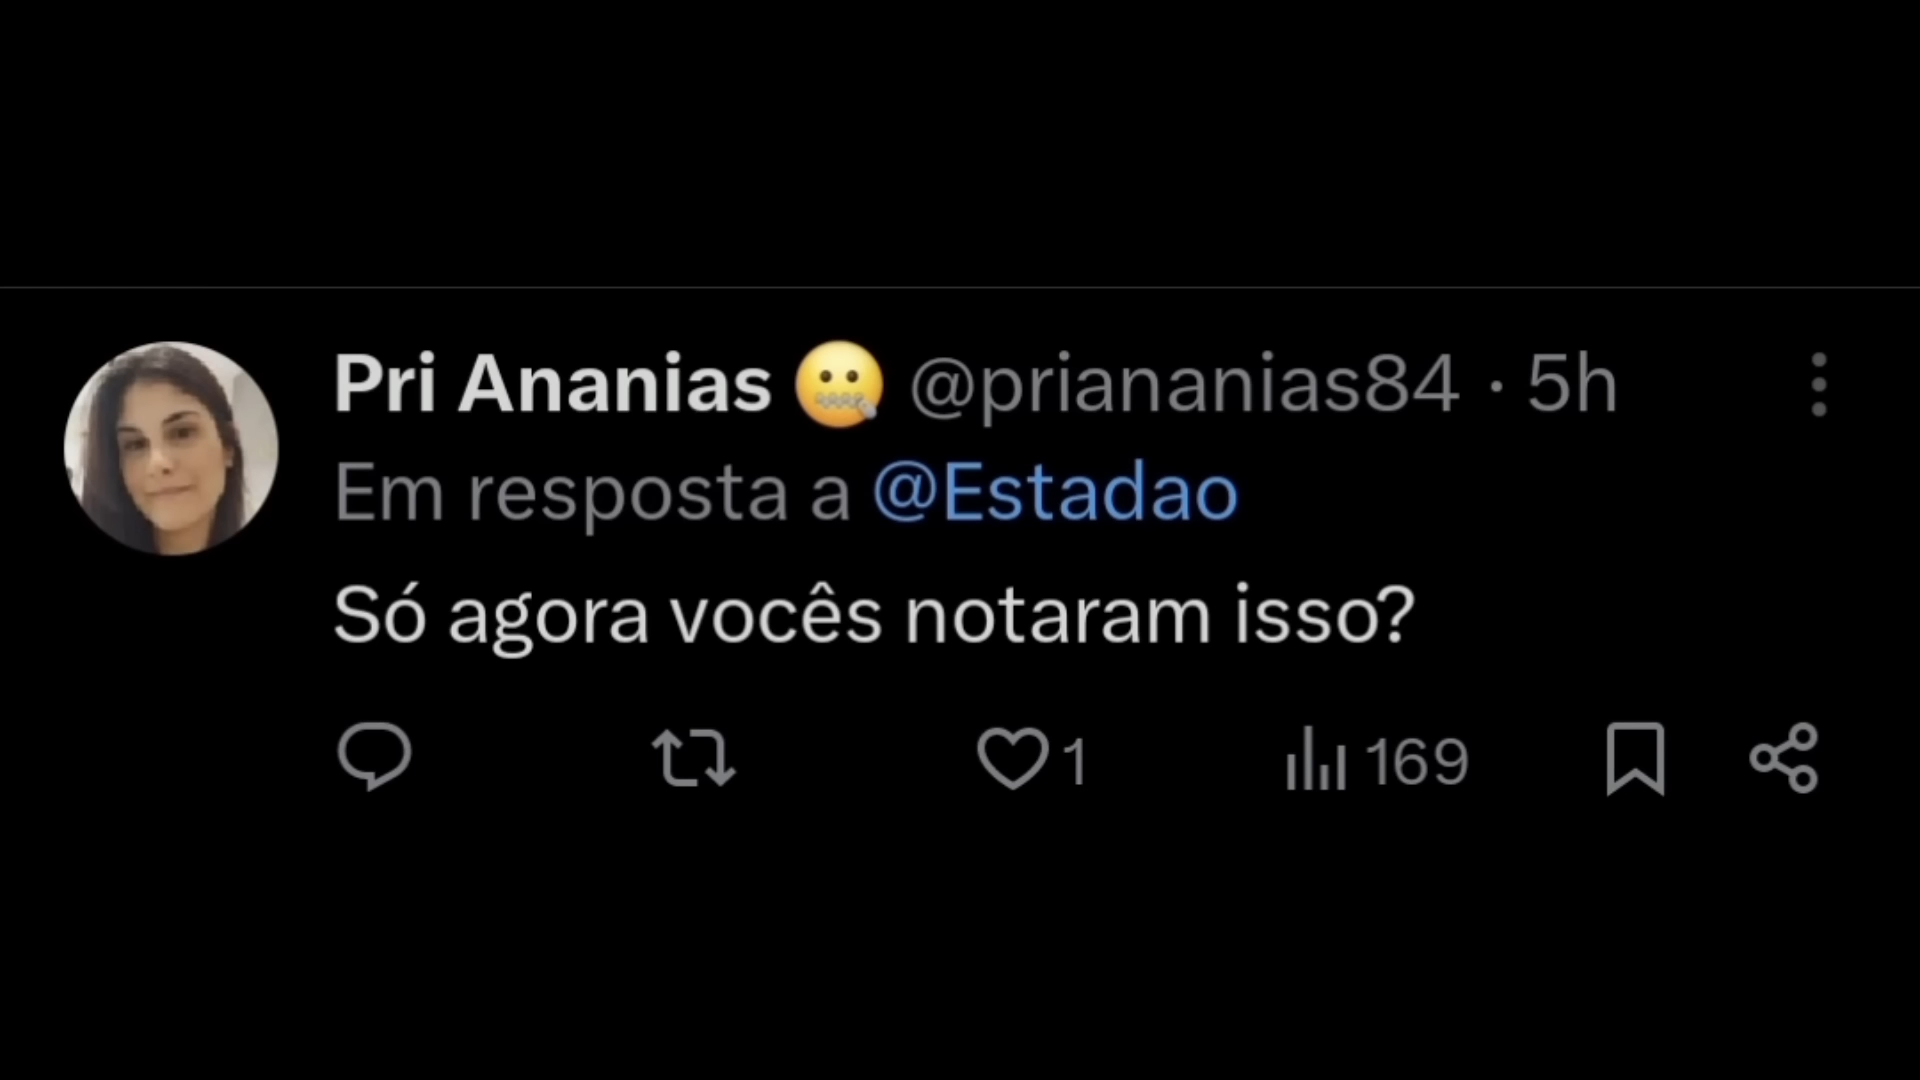 Pri Ananias 🤐 @priananias84 · 5h
Em resposta a @Estadao
Só agora vocês notaram isso?
1 169